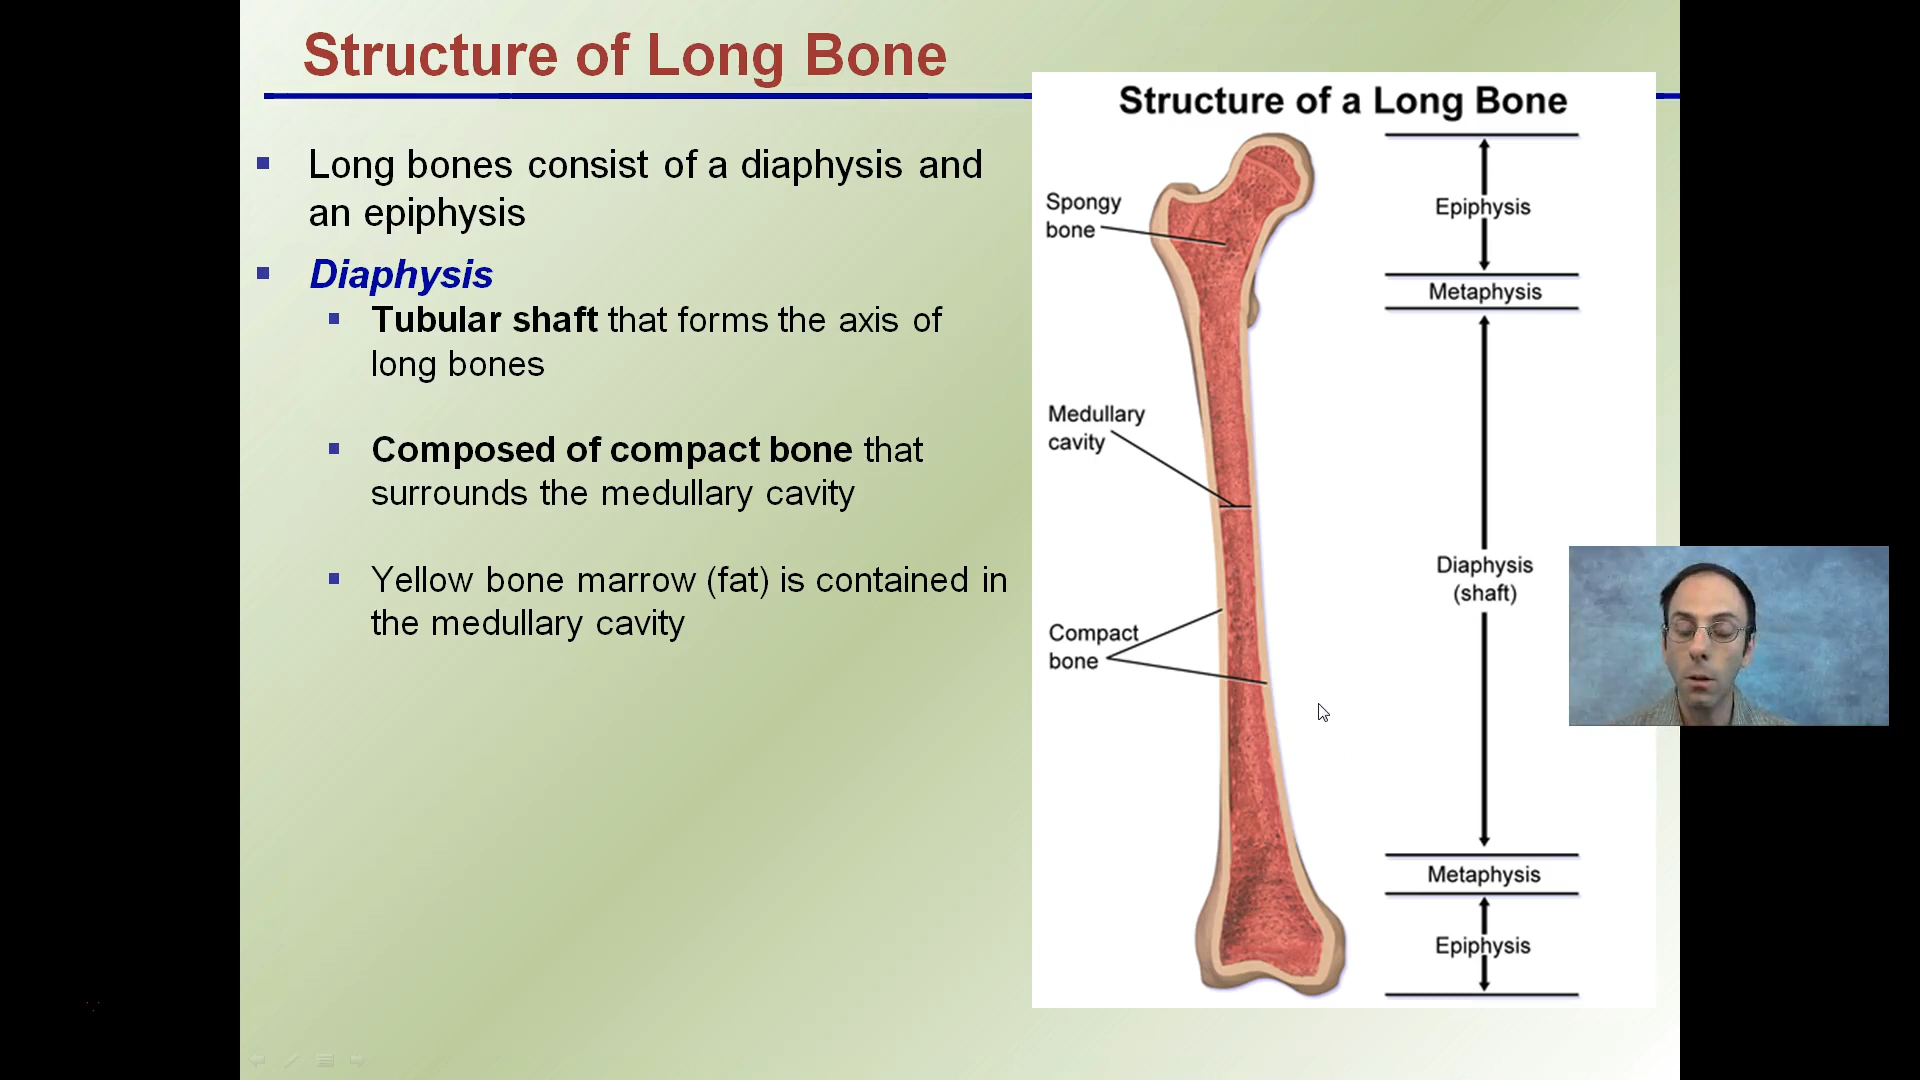 Structure of Long Bone
Long bones consist of a diaphysis and
an epiphysis
Diaphysis
Tubular shaft that forms the axis of
long bones
Composed of compact bone that
surrounds the medullary cavity
Yellow bone marrow (fat) is contained in
the medullary cavity
Structure of a Long Bone
Spongy
bone
Medullary
cavity
Compact
bone
Epiphysis
Metaphysis
Diaphysis
(shaft)
Metaphysis
Epiphysis